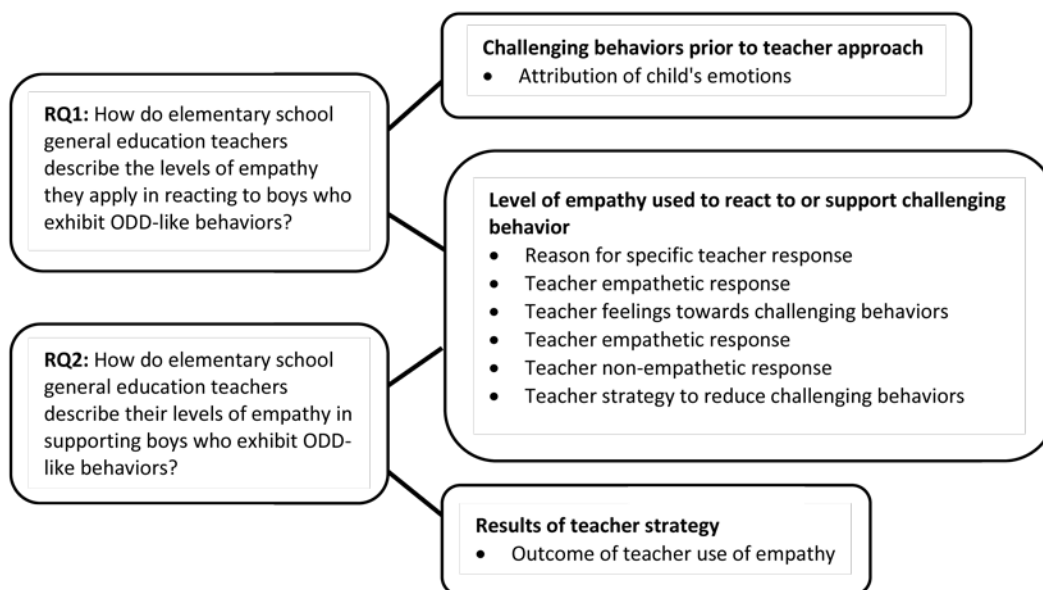 RQ1: How do elementary school
general education teachers
describe the levels of empathy
they apply in reacting to boys who
exhibit ODD-like behaviors?
RQ2: How do elementary school
general education teachers
describe their levels of empathy in
supporting boys who exhibit ODD-
like behaviors?
Challenging behaviors prior to teacher approach
• Attribution of child's emotions
Level of empathy used to react to or support challenging
behavior
• Reason for specific teacher response
• Teacher empathetic response
• Teacher feelings towards challenging behaviors
• Teacher empathetic response
• Teacher non-empathetic response
• Teacher strategy to reduce challenging behaviors
Results of teacher strategy
• Outcome of teacher use of empathy